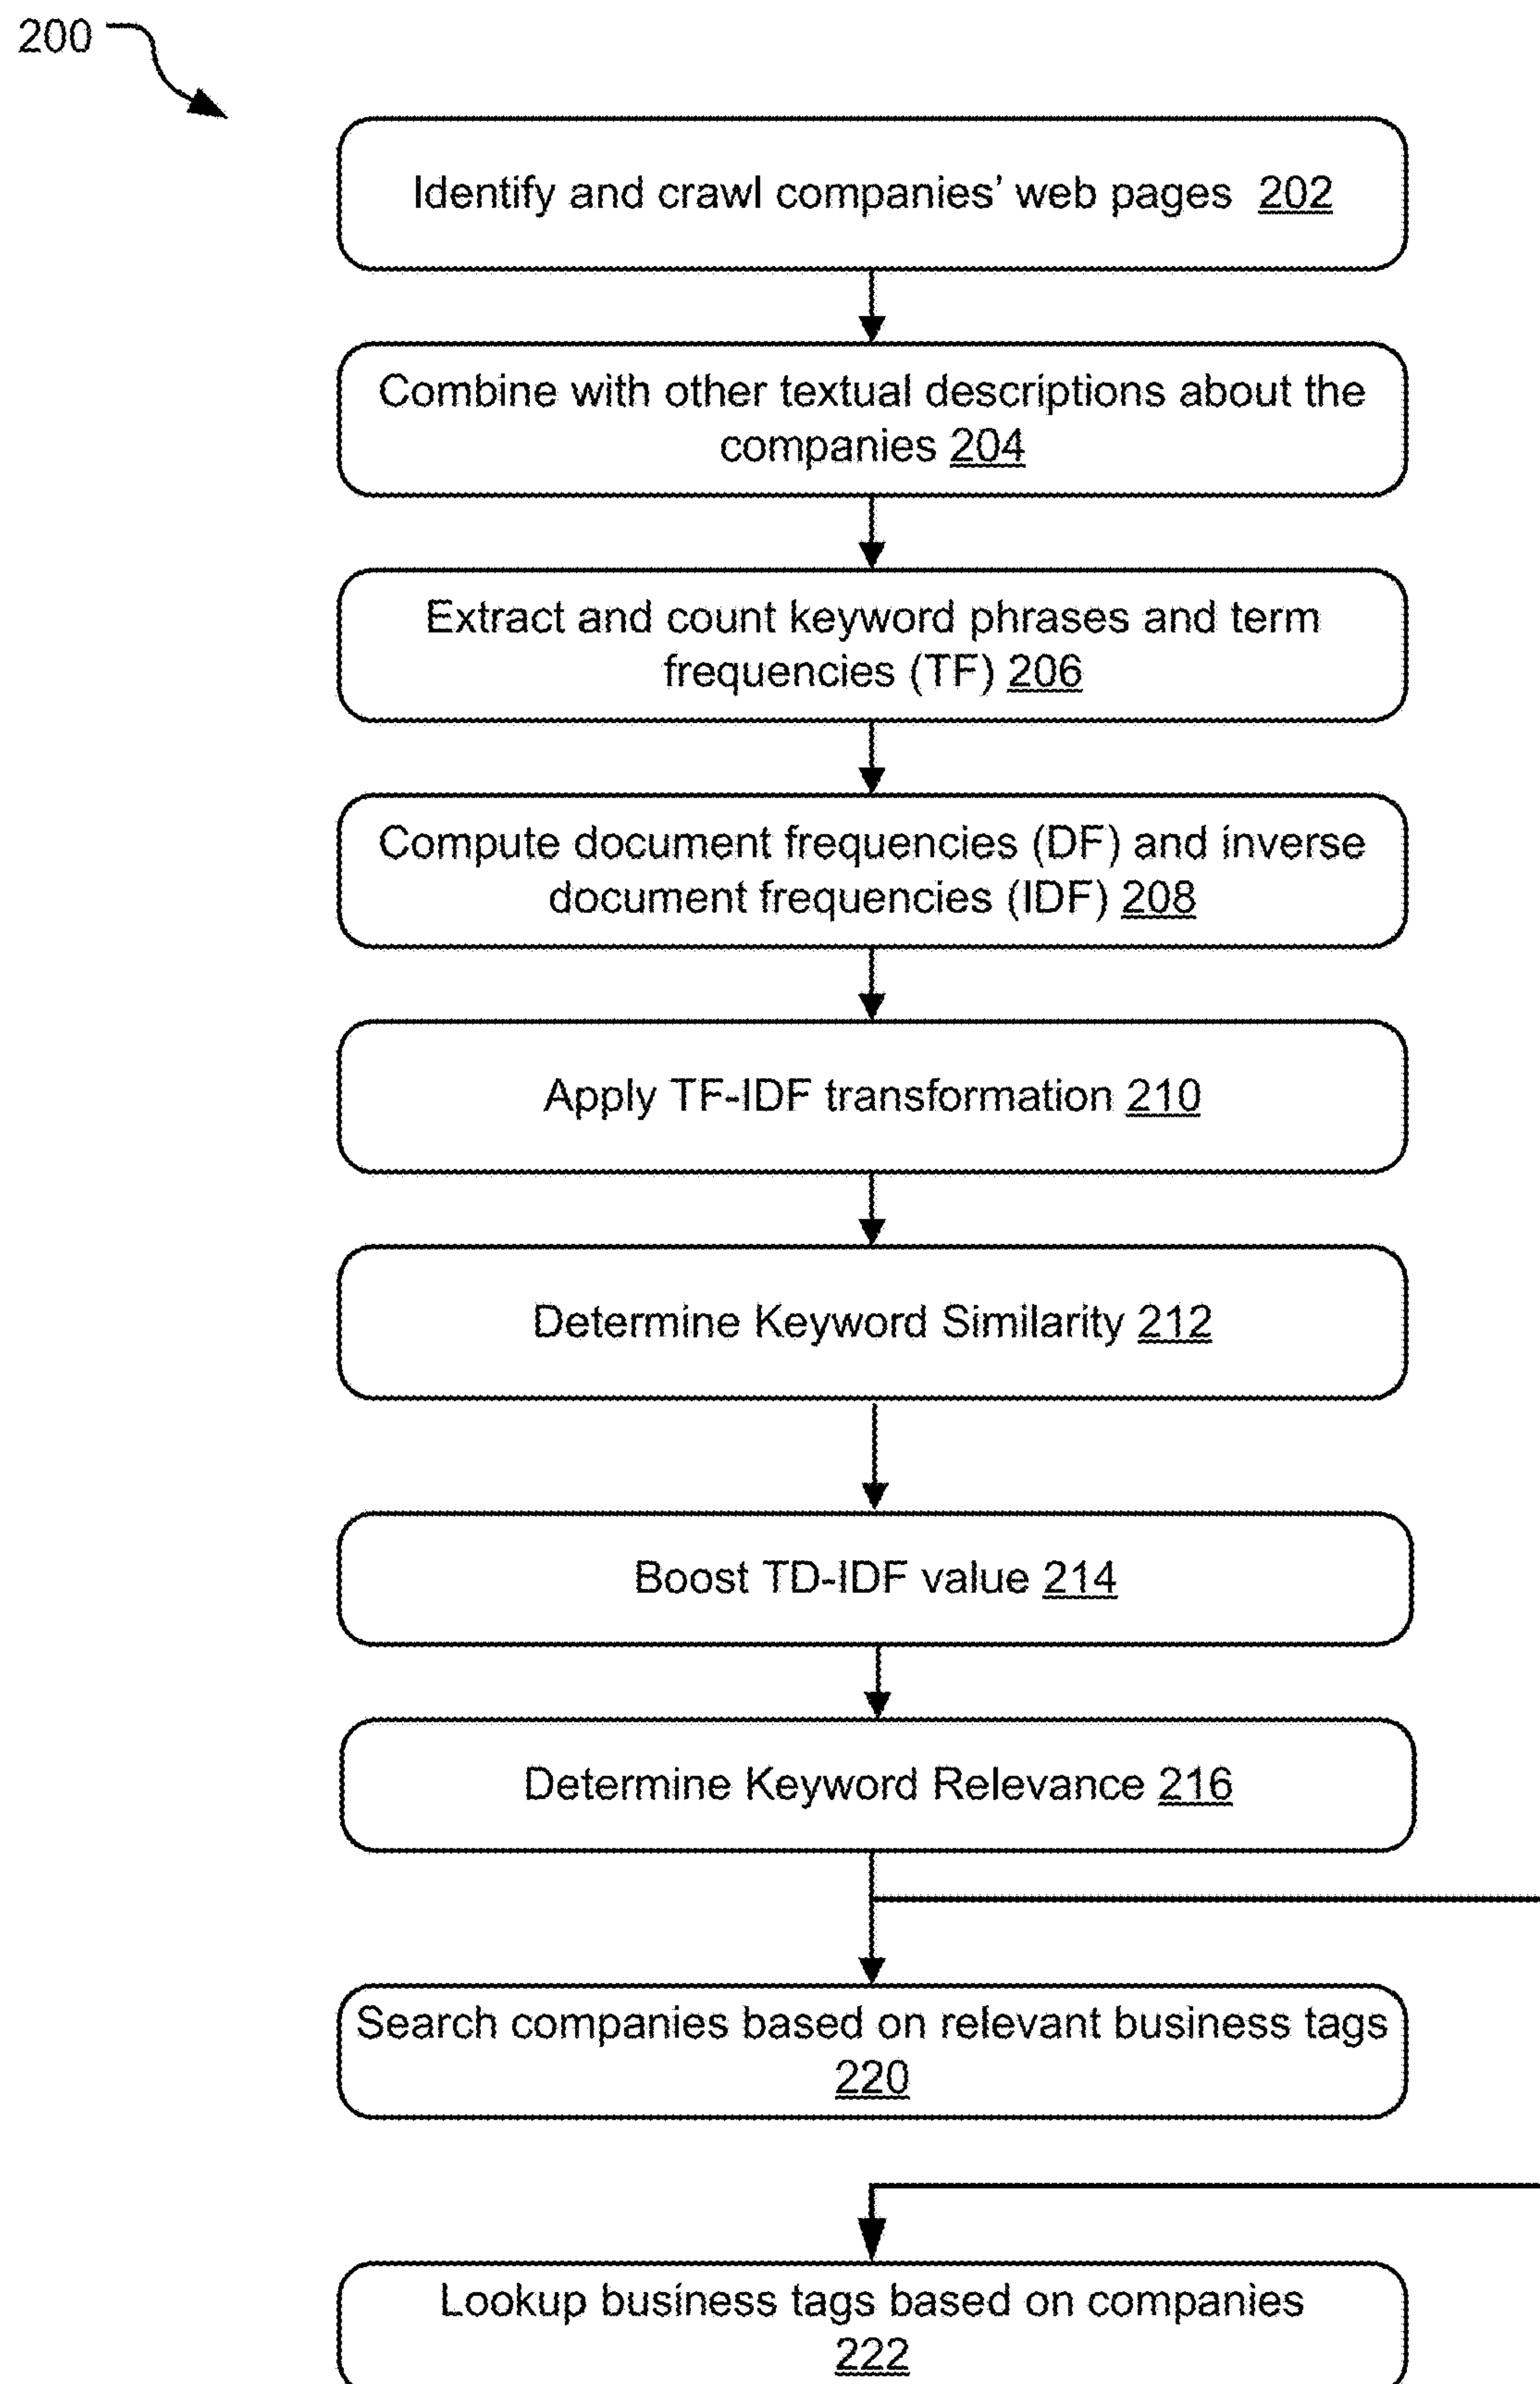 200
Identify and crawl companies’ web pages 202
Combine with other textual descriptions about the
companies 204
Extract and count keyword phrases and term
frequencies (TF) 206
Compute document frequencies (DF) and inverse
document frequencies (IDF) 208
Apply TF-IDF transformation 210
Determine Keyword Similarity 212
Boost TD-IDF value 214
Determine Keyword Relevance 216
Search companies based on relevant business tags
220
Lookup business tags based on companies
222